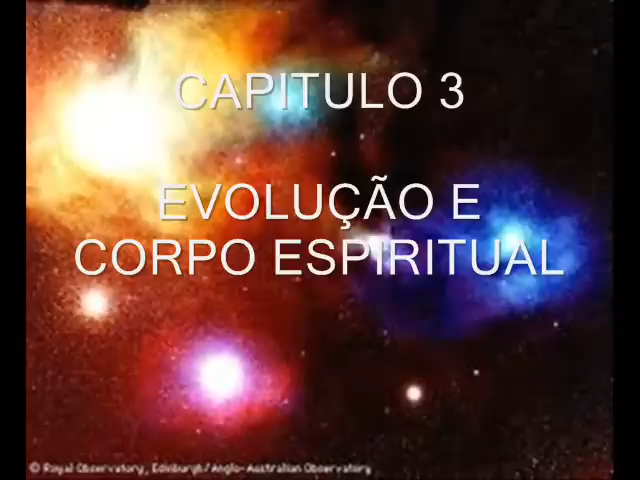 CAPITULO 3
EVOLUÇÃO E
CORPO ESPIRITUAL
© Royal Observatory, Edinburgh/Anglo-Australian Observatory